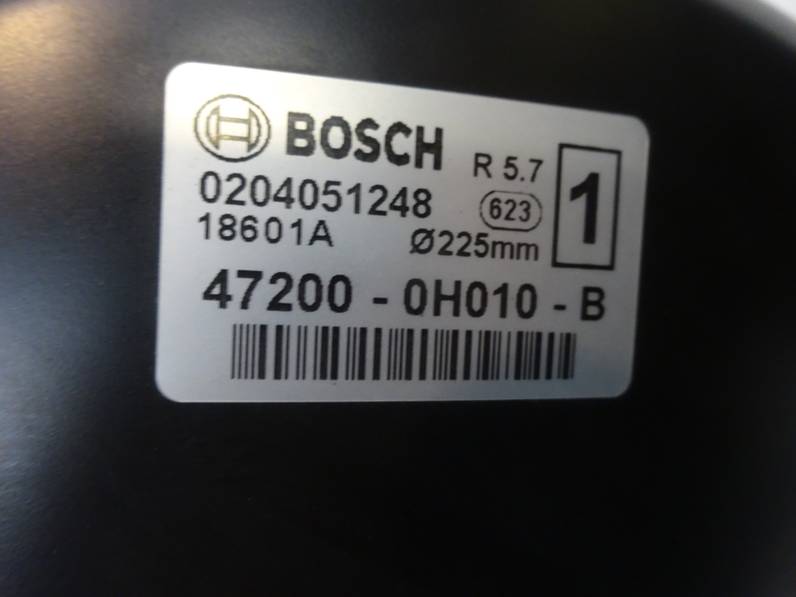 BOSCH R 5.7 1
0204051248 623
18601A Ø225mm
47200 - 0H010 - B